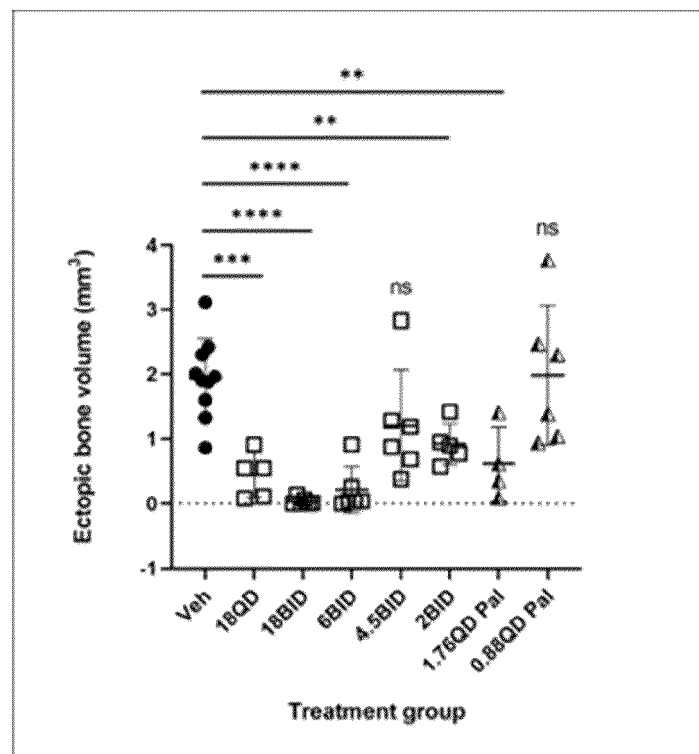 **
**
****
****
***
ns
ns
4
3
2
1
0
-1
Ectopic bone volume (mm³)
Veh
18QD
18BID
6BID
4.5BID
2BID
1.76QD Pal
0.88QD Pal
Treatment group